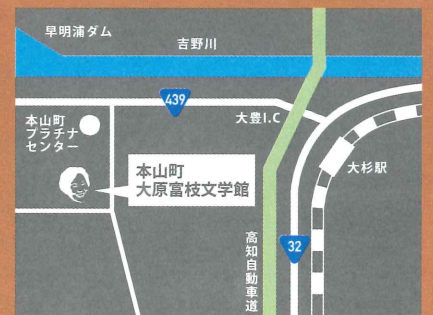 早明浦ダム
吉野川
439
大豊I.C
本山町
プラチナ
センター
大杉駅
本山町
大原富枝文学館
高知自動車道
32